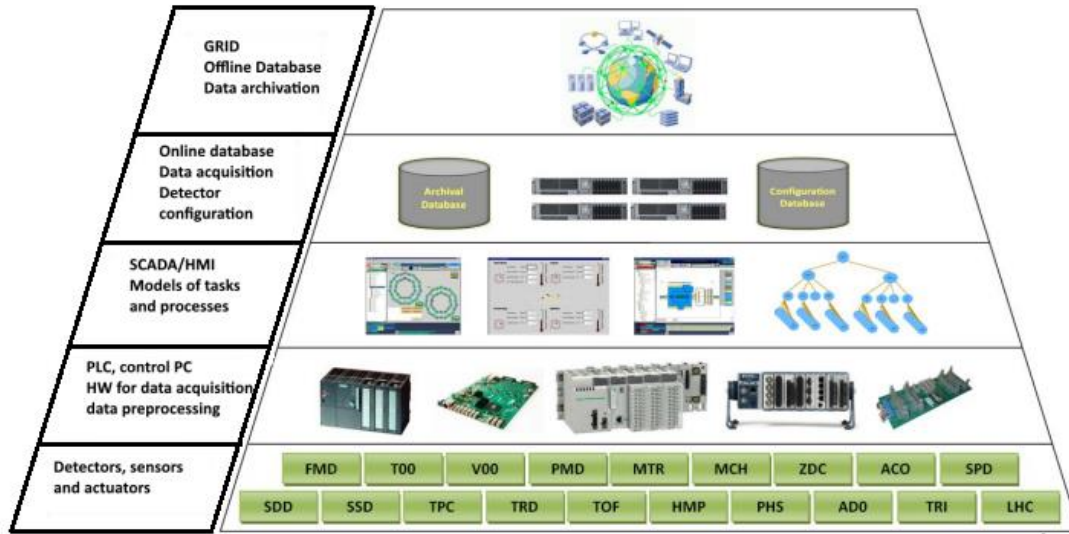 GRID
Offline Database
Data archivation
Online database
Data acquisition
Detector
configuration
Archival
Database
Configuration
Database
SCADA/HMI
Models of tasks
and processes
PLC, control PC
HW for data acquisition
data preprocessing
Detectors, sensors
and actuators
FMD T00 V00 PMD MTR MCH ZDC ACO SPD
SDD SSD TPC TRD TOF HMP PHS AD0 TRI LHC